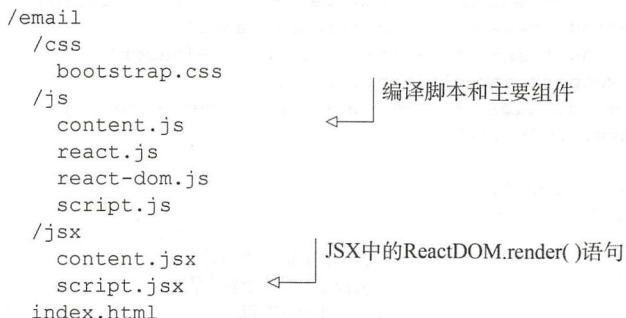 /email
/css
bootstrap.css
/js
编译脚本和主要组件
content.js
react.js
react-dom.js
script.js
/jsx
JSX中的ReactDOM.render( )语句
content.jsx
script.jsx
index.html